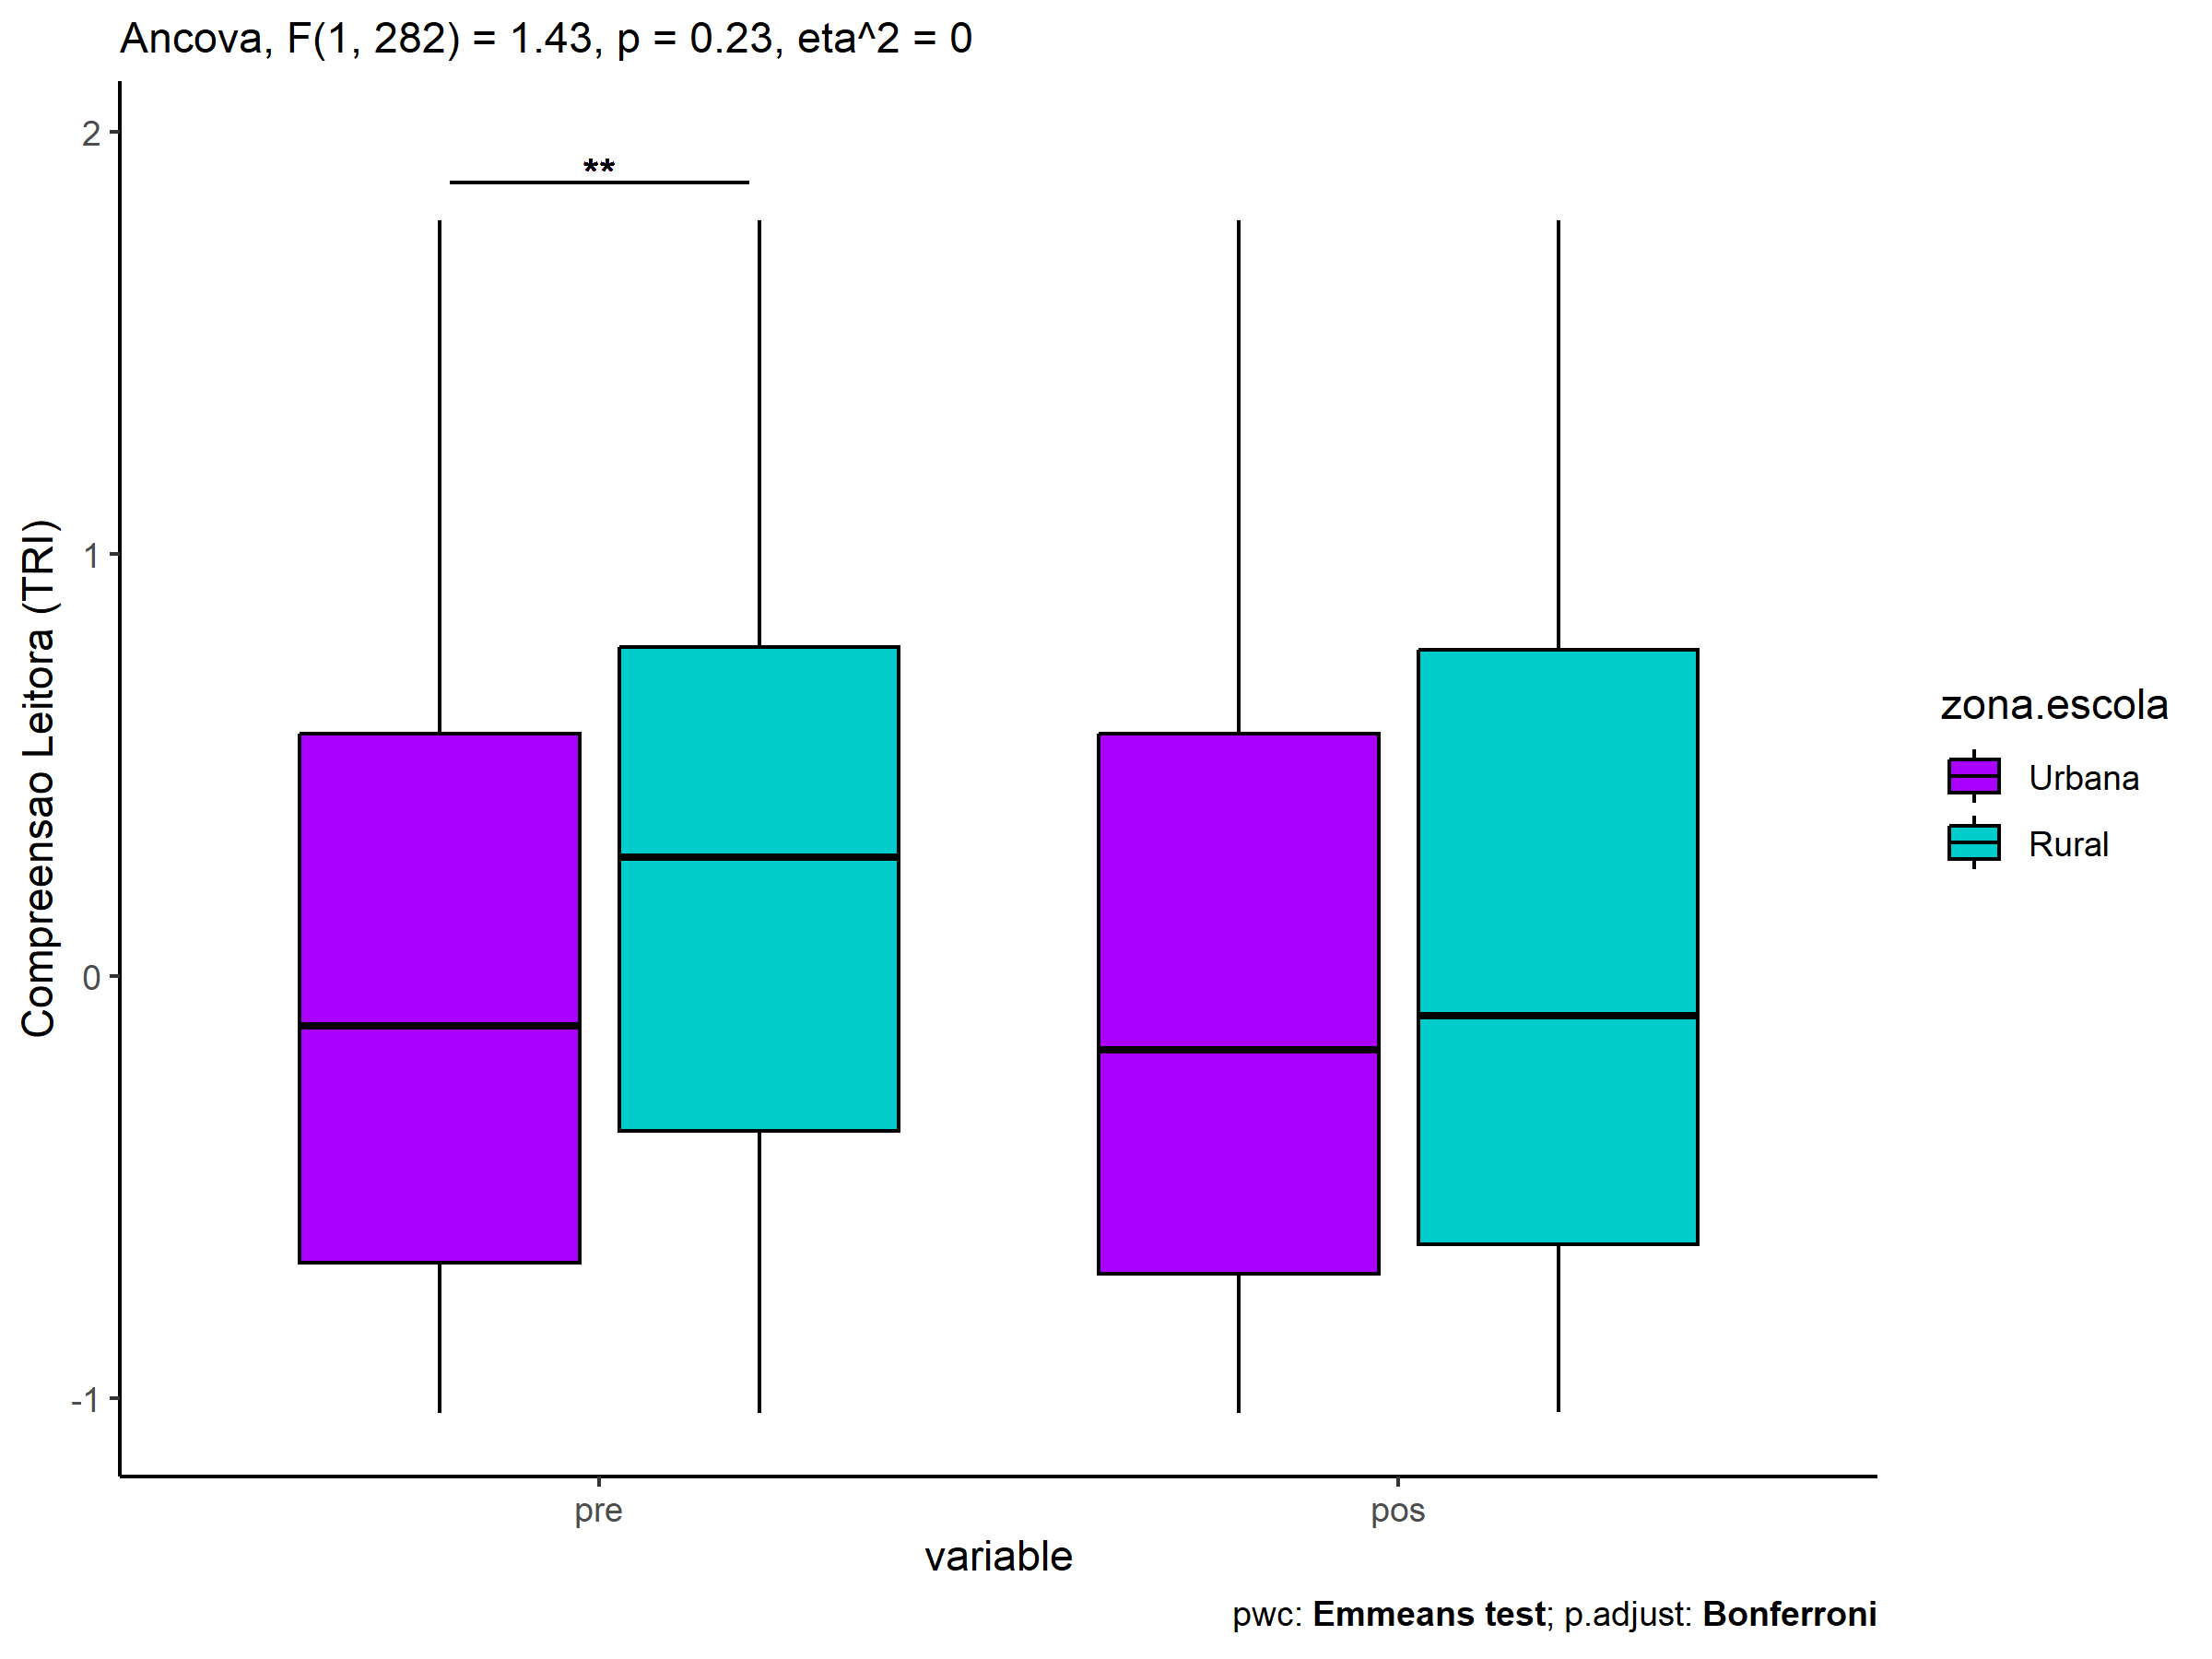 Ancova, F(1, 282) = 1.43, p = 0.23, eta^2 = 0
Compreensao Leitora (TRI)
2
1
0
-1
**
pre
pos
variable
zona.escola
Urbana
Rural
pwc: Emmeans test; p.adjust: Bonferroni